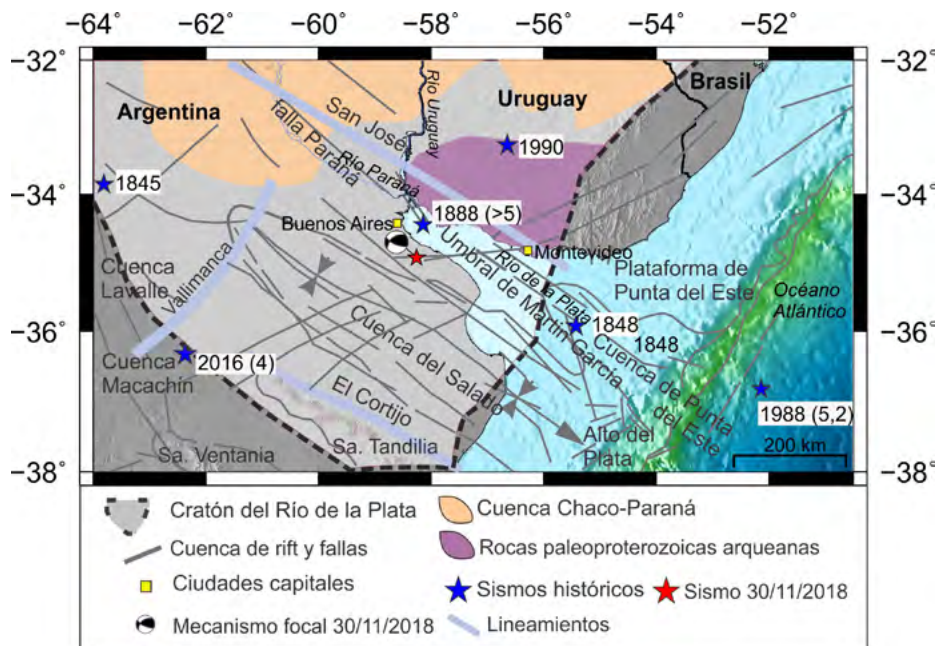 −64 −62 −60 −58 −56 −54 −52
−32° −32°
Argentina
Uruguay
Brasil
San José
falla Paraná
Río Paraná
Río Uruguay
1990
−34° −34°
1845
1888 (>5)
Buenos Aires
Montevideo
Cuenca Lavalle
Vallimanca
Umbral de Martín García
Río de la Plata
Plataforma de
Punta del Este
Océano
Atlántico
−36° −36°
1848
1848
2016 (4)
Cuenca
Macachín
Cuenca del Salado
Cuenca de Punta
del Este
El Cortijo
1988 (5,2)
Alto del
Plata
Sa. Tandilia
Sa. Ventania
200 km
−38° −38°
Cratón del Río de la Plata
Cuenca Chaco-Paraná
Cuenca de rift y fallas
Rocas paleoproterozoicas arqueanas
Ciudades capitales
Sismos históricos
Sismo 30/11/2018
Mecanismo focal 30/11/2018
Lineamientos